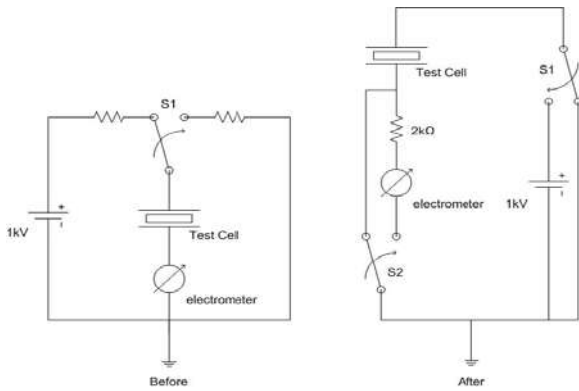 S1
+
-
1kV
Test Cell
electrometer
Before
Test Cell
S1
2kΩ
electrometer
+
-
1kV
S2
After